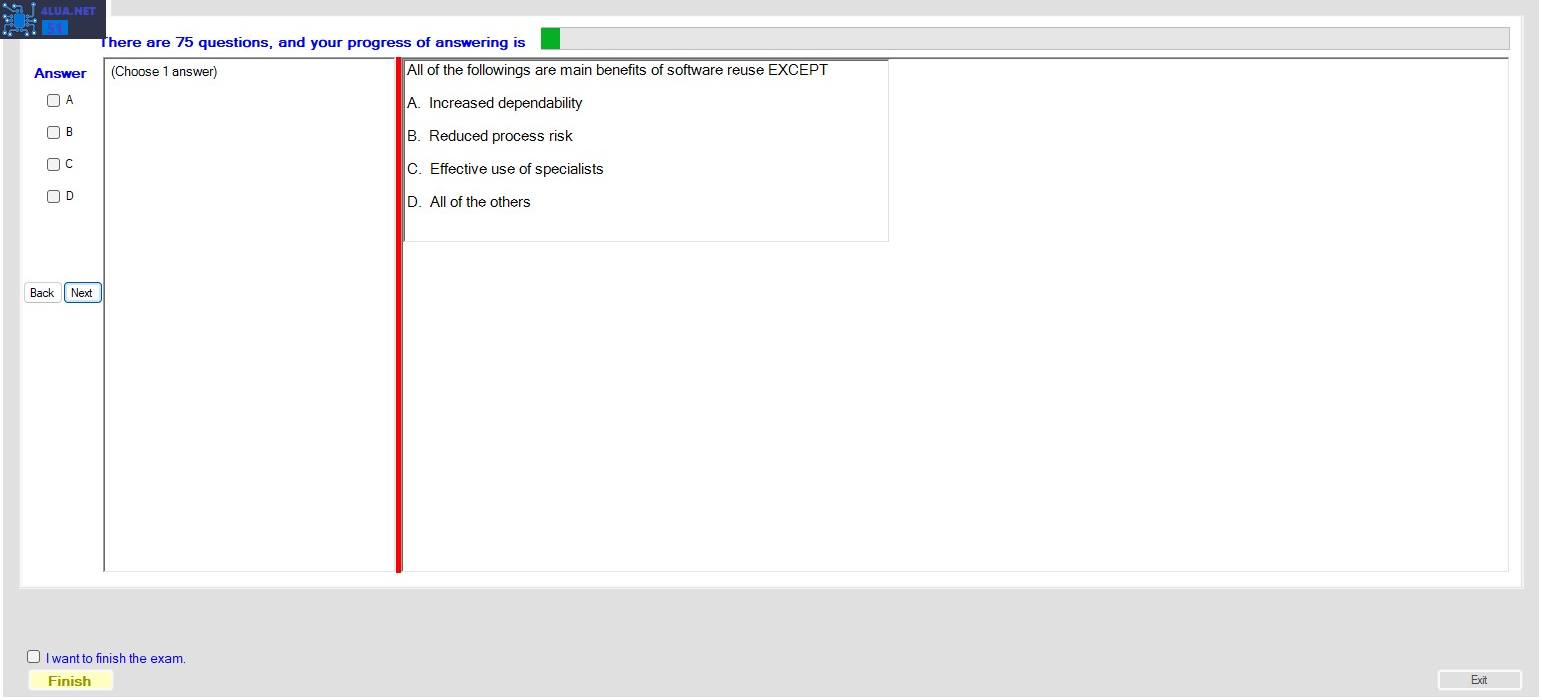 4LUA.NET
51
There are 75 questions, and your progress of answering is
Answer
(Choose 1 answer)
A
B
C
D
Back
Next
All of the followings are main benefits of software reuse EXCEPT
A. Increased dependability
B. Reduced process risk
C. Effective use of specialists
D. All of the others
I want to finish the exam.
Finish
Exit